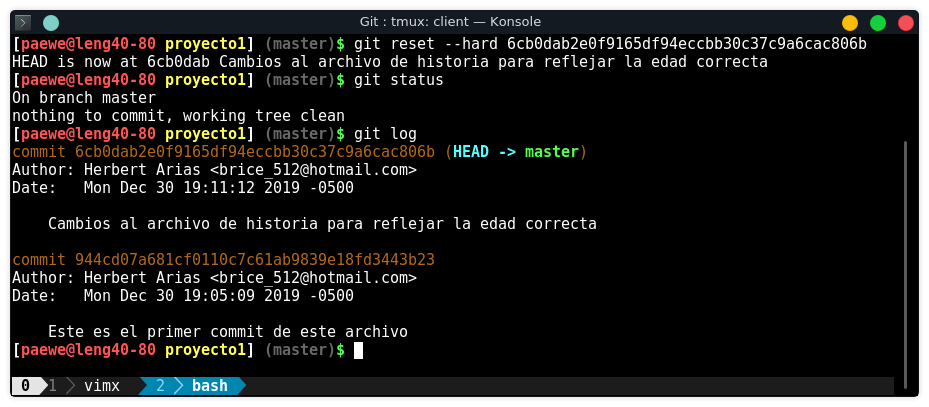 Git : tmux: client — Konsole
[paewe@leng40-80 proyecto1] (master)$ git reset --hard 6cb0dab2e0f9165df94eccbb30c37c9a6cac806b
HEAD is now at 6cb0dab Cambios al archivo de historia para reflejar la edad correcta
[paewe@leng40-80 proyecto1] (master)$ git status
On branch master
nothing to commit, working tree clean
[paewe@leng40-80 proyecto1] (master)$ git log
commit 6cb0dab2e0f9165df94eccbb30c37c9a6cac806b (HEAD -> master)
Author: Herbert Arias <brice_512@hotmail.com>
Date:   Mon Dec 30 19:11:12 2019 -0500
    Cambios al archivo de historia para reflejar la edad correcta
commit 944cd07a681cf0110c7c61ab9839e18fd3443b23
Author: Herbert Arias <brice_512@hotmail.com>
Date:   Mon Dec 30 19:05:09 2019 -0500
    Este es el primer commit de este archivo
[paewe@leng40-80 proyecto1] (master)$
0 1 vimx 2 bash